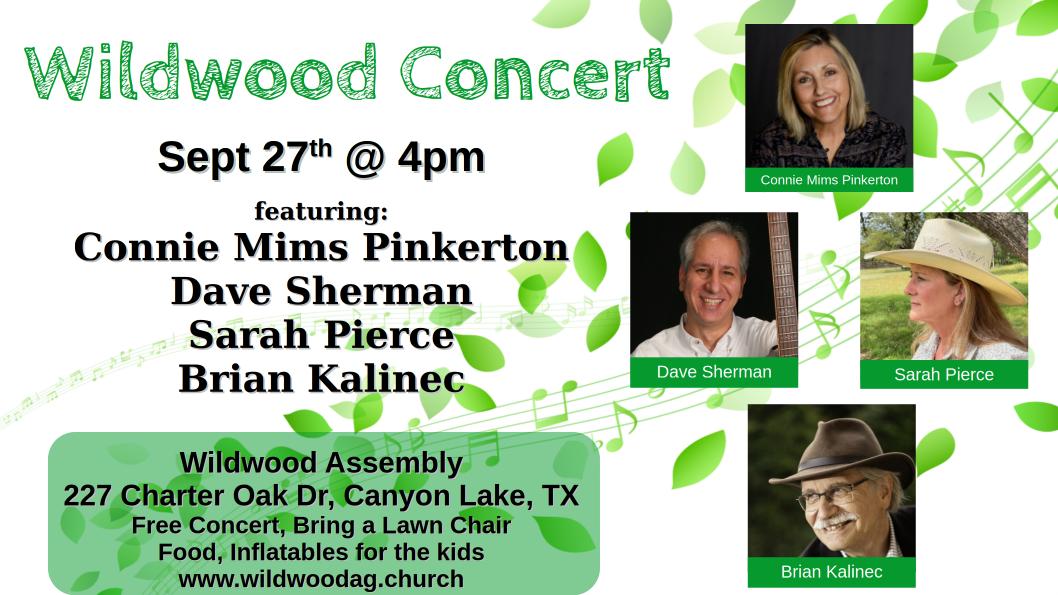 Wildwood Concert
Sept 27th @ 4pm
featuring:
Connie Mims Pinkerton
Dave Sherman
Sarah Pierce
Brian Kalinec
Wildwood Assembly
227 Charter Oak Dr, Canyon Lake, TX
Free Concert, Bring a Lawn Chair
Food, Inflatables for the kids
www.wildwoodag.church
Connie Mims Pinkerton
Dave Sherman
Sarah Pierce
Brian Kalinec